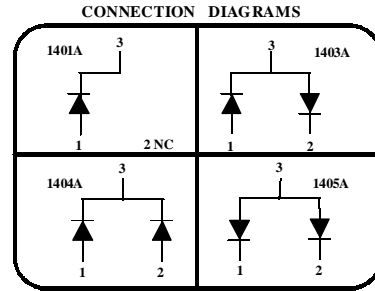 CONNECTION DIAGRAMS
1401A 3
1 2 NC
3 1403A
1 2
1404A 3
1 2
3 1405A
1 2